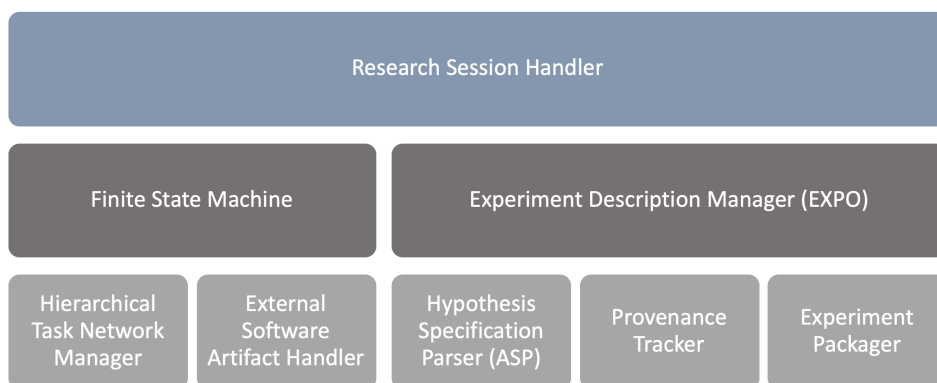 Research Session Handler
Finite State Machine
Experiment Description Manager (EXPO)
Hierarchical
Task Network
Manager
External
Software
Artifact Handler
Hypothesis
Specification
Parser (ASP)
Provenance
Tracker
Experiment
Packager